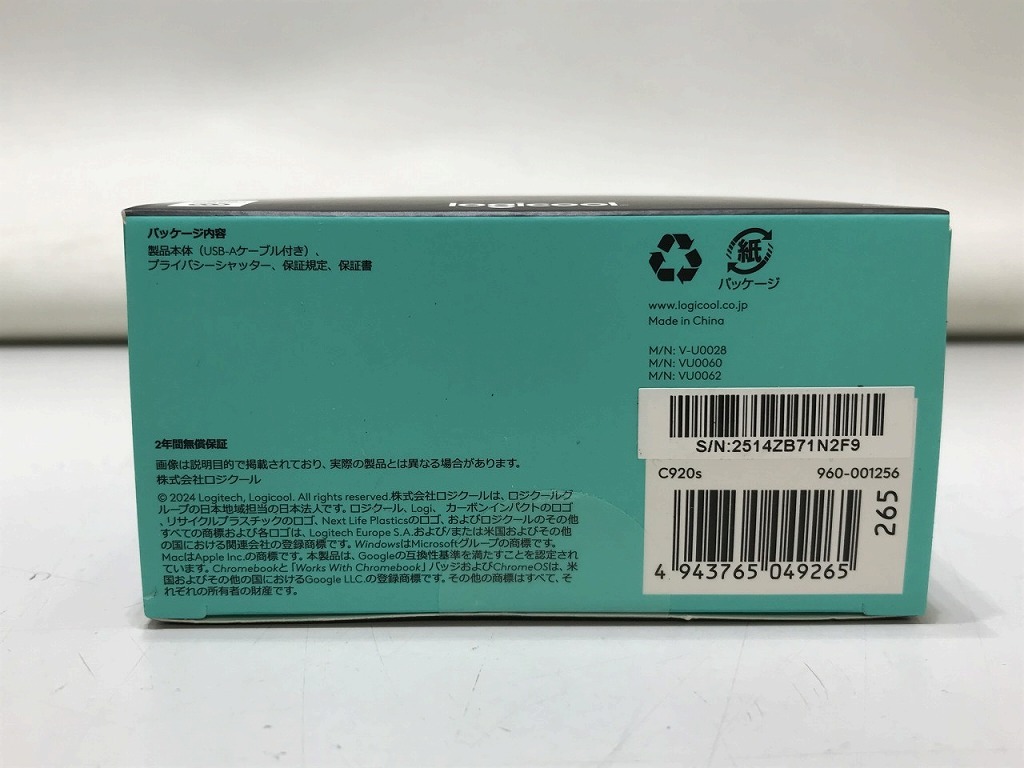 logicool
パッケージ内容
製品本体（USB-Aケーブル付き）、
プライバシーシャッター、保証規定、保証書
紙
パッケージ
www.logicool.co.jp
Made in China
M/N: V-U0028
M/N: VU0060
M/N: VU0062
S/N:2514ZB71N2F9
C920s 960-001256
265
4 943765 049265
2年間無償保証
画像は説明目的で掲載されており、実際の製品とは異なる場合があります。
株式会社ロジクール
© 2024 Logitech, Logicool. All rights reserved.株式会社ロジクールは、ロジクールグ
ループの日本地域担当の日本法人です。ロジクール、Logi、 カーボンインパクトのロゴ
、リサイクルプラスチックのロゴ、Next Life Plasticsのロゴ、およびロジクールのその他
すべての商標および各ロゴは、Logitech Europe S.A.および/または米国およびその他
の国における関連会社の登録商標です。WindowsはMicrosoftグループの商標です。
MacはApple Inc.の商標です。本製品は、Googleの互換性基準を満たすことを認定され
ています。Chromebookと「Works With Chromebook」バッジおよびChromeOSは、米
国およびその他の国におけるGoogle LLC.の登録商標です。その他の商標はすべて、そ
れぞれの所有者の財産です。